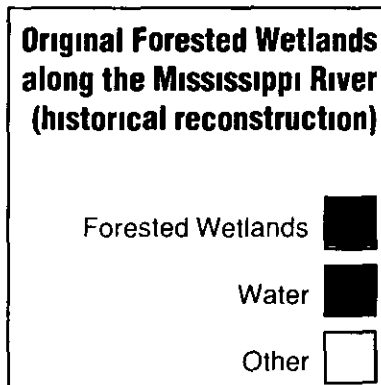 Original Forested Wetlands
along the Mississippi River
(historical reconstruction)
Forested Wetlands
Water
Other